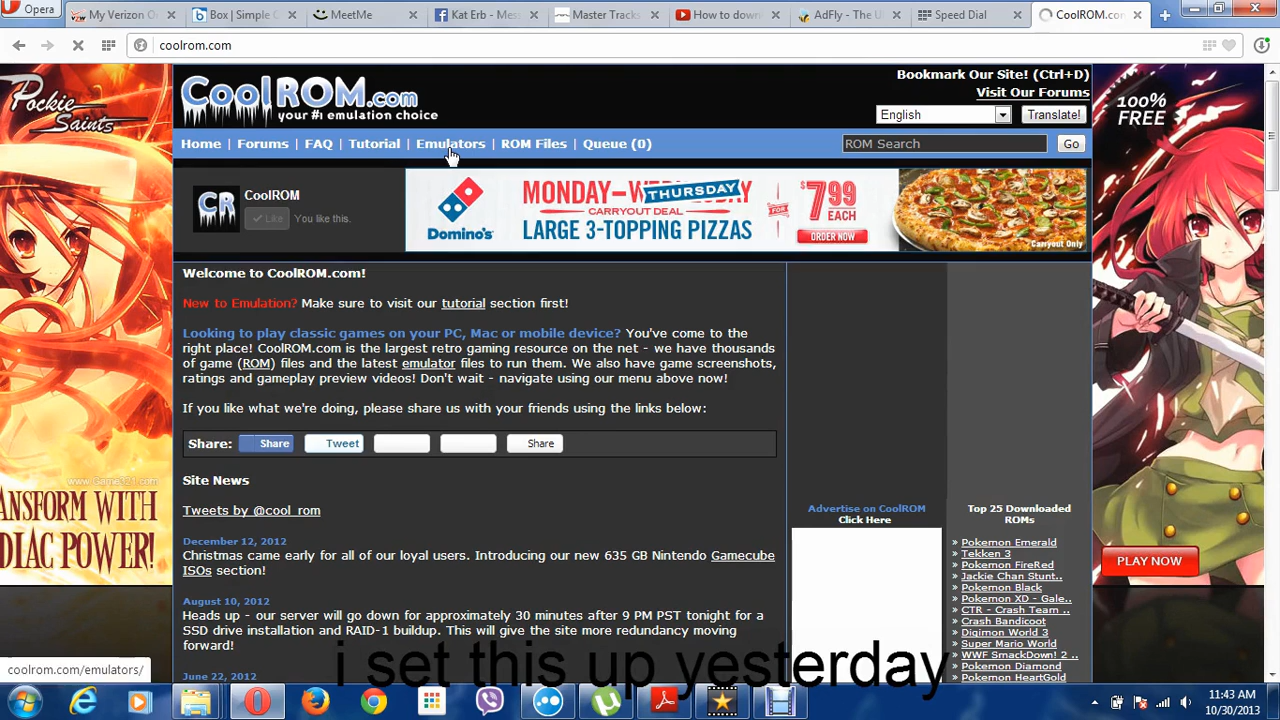 Opera
My Verizon O
Box | Simple C
MeetMe
Kat Erb - Mess
Master Tracks
How to down
AdFly - The U
Speed Dial
CoolROM.com
coolrom.com
Pockie Saints
CoolROM.com
your #1 emulation choice
Bookmark Our Site! (Ctrl+D)
Visit Our Forums
English
Translate!
100% FREE
Home | Forums | FAQ | Tutorial | Emulators | ROM Files | Queue (0)
ROM Search
Go
CR
CoolROM
Like
You like this.
Domino's
MONDAY-WEDNESDAY
THURSDAY
CARRYOUT DEAL
LARGE 3-TOPPING PIZZAS
FOR
$7.99 EACH
ORDER NOW
Carryout Only
Welcome to CoolROM.com!
New to Emulation? Make sure to visit our tutorial section first!
Looking to play classic games on your PC, Mac or mobile device? You've come to the
right place! CoolROM.com is the largest retro gaming resource on the net - we have thousands
of game (ROM) files and the latest emulator files to run them. We also have game screenshots,
ratings and gameplay preview videos! Don't wait - navigate using our menu above now!
If you like what we're doing, please share us with your friends using the links below:
Share:
Share
Tweet
Share
Site News
Tweets by @cool_rom
December 12, 2012
Christmas came early for all of our loyal users. Introducing our new 635 GB Nintendo Gamecube
ISOs section!
August 10, 2012
Heads up - our server will go down for approximately 30 minutes after 9 PM PST tonight for a
SSD drive installation and RAID-1 buildup. This will give the site more redundancy moving
forward!
June 22, 2012
Advertise on CoolROM
Click Here
Top 25 Downloaded
ROMs
» Pokemon Emerald
» Tekken 3
» Pokemon FireRed
» Jackie Chan Stunt..
» Pokemon Black
» Pokemon XD - Gale..
» CTR - Crash Team ..
» Crash Bandicoot
» Digimon World 3
» Super Mario World
» WWF SmackDown! 2 ..
» Pokemon Diamond
» Pokemon HeartGold
www.Game321.com
ANSFORM WITH
DIAC POWER!
PLAY NOW
coolrom.com/emulators/
i set this up yesterday
11:43 AM
10/30/2013